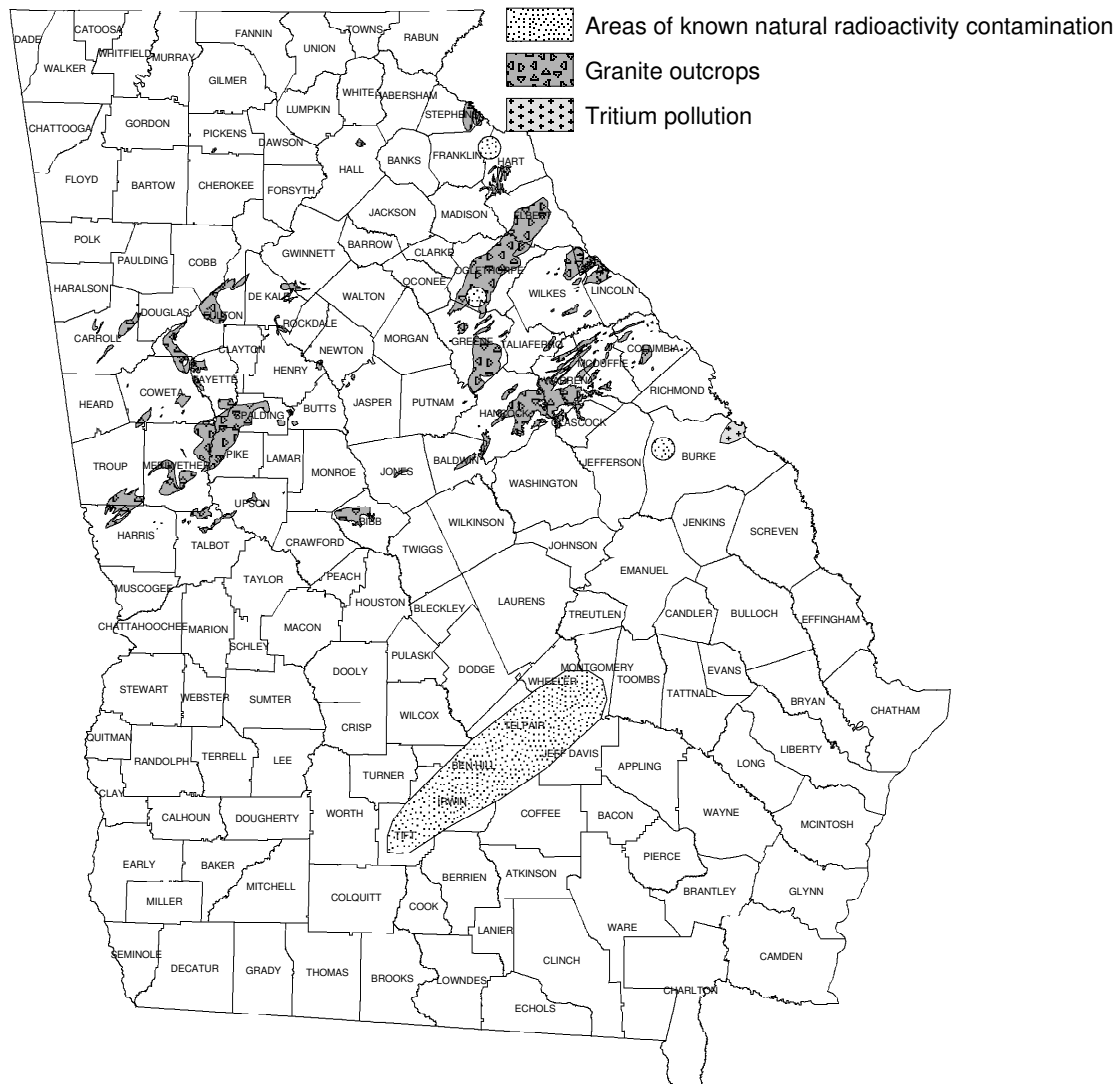 Areas of known natural radioactivity contamination
Granite outcrops
Tritium pollution
DADE
CATOOSA
WHITFIELD
MURRAY
FANNIN
UNION
TOWNS
RABUN
WALKER
GILMER
LUMPKIN
WHITE
HABERSHAM
STEPHENS
CHATTOOGA
GORDON
PICKENS
DAWSON
HALL
BANKS
FRANKLIN
HART
FLOYD
BARTOW
CHEROKEE
FORSYTH
JACKSON
MADISON
ELBERT
POLK
PAULDING
COBB
GWINNETT
BARROW
CLARKE
OCONEE
OGLETHORPE
WILKES
LINCOLN
HARALSON
DOUGLAS
FULTON
DE KALB
ROCKDALE
WALTON
MORGAN
GREENE
TALIAFERRO
COLUMBIA
MCDUFFIE
WARREN
RICHMOND
CARROLL
CLAYTON
NEWTON
HENRY
FAYETTE
COWETA
HEARD
SPALDING
BUTTS
JASPER
PUTNAM
HANCOCK
GLASCOCK
JEFFERSON
BURKE
TROUP
MERIWETHER
PIKE
LAMAR
MONROE
JONES
BALDWIN
WASHINGTON
UPSON
BIBB
WILKINSON
JENKINS
SCREVEN
HARRIS
TALBOT
CRAWFORD
TWIGGS
JOHNSON
EMANUEL
TAYLOR
PEACH
HOUSTON
BLECKLEY
LAURENS
TREUTLEN
CANDLER
BULLOCH
EFFINGHAM
MUSCOGEE
CHATTAHOOCHEE
MARION
SCHLEY
MACON
DOOLY
PULASKI
DODGE
WHEELER
MONTGOMERY
TOOMBS
TATTNALL
EVANS
BRYAN
CHATHAM
STEWART
WEBSTER
SUMTER
CRISP
WILCOX
TELFAIR
JEFF DAVIS
APPLING
LONG
LIBERTY
QUITMAN
RANDOLPH
TERRELL
LEE
TURNER
BEN HILL
IRWIN
COFFEE
BACON
WAYNE
MCINTOSH
CLAY
CALHOUN
DOUGHERTY
WORTH
TIFT
PIERCE
EARLY
BAKER
MITCHELL
COLQUITT
BERRIEN
COOK
ATKINSON
BRANTLEY
GLYNN
MILLER
LANIER
WARE
SEMINOLE
DECATUR
GRADY
THOMAS
BROOKS
LOWNDES
CLINCH
ECHOLS
CHARLTON
CAMDEN